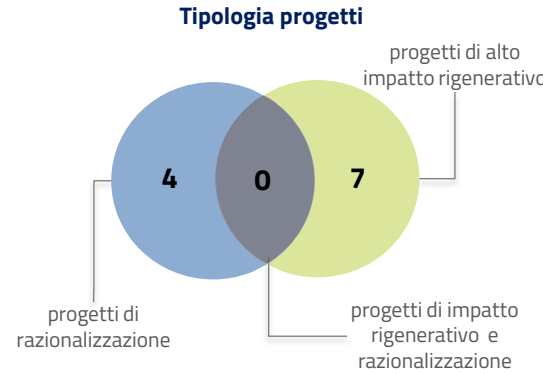 Tipologia progetti
progetti di alto
impatto rigenerativo
4
0
7
progetti di
razionalizzazione
progetti di impatto
rigenerativo e
razionalizzazione